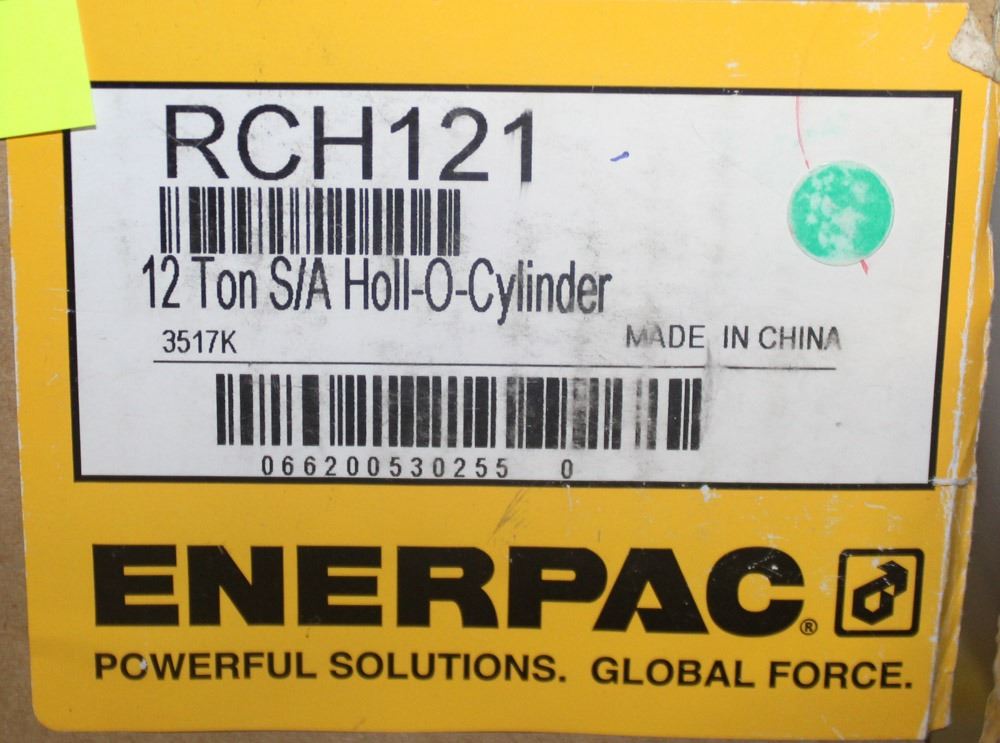 RCH121
12 Ton S/A Holl-O-Cylinder
3517K MADE IN CHINA
066200530255 0
ENERPAC®
POWERFUL SOLUTIONS. GLOBAL FORCE.